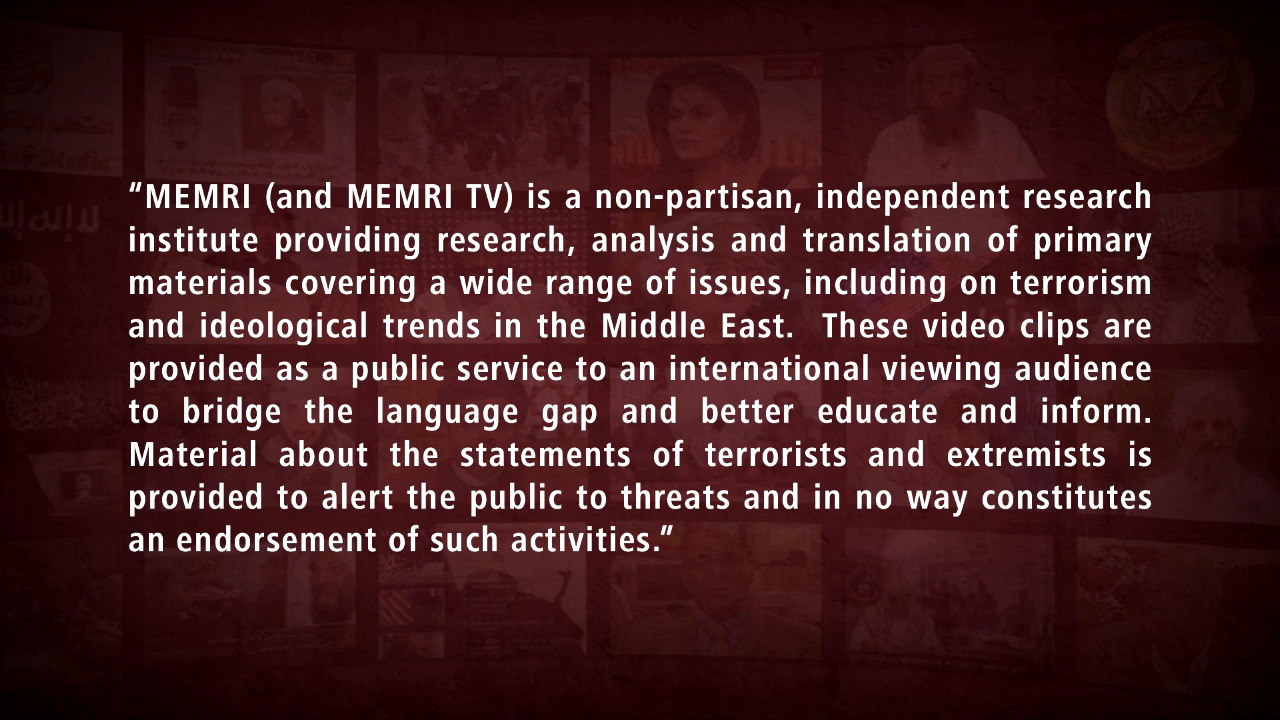 “MEMRI (and MEMRI TV) is a non-partisan, independent research
institute providing research, analysis and translation of primary
materials covering a wide range of issues, including on terrorism
and ideological trends in the Middle East.  These video clips are
provided as a public service to an international viewing audience
to bridge the language gap and better educate and inform.
Material about the statements of terrorists and extremists is
provided to alert the public to threats and in no way constitutes
an endorsement of such activities.”